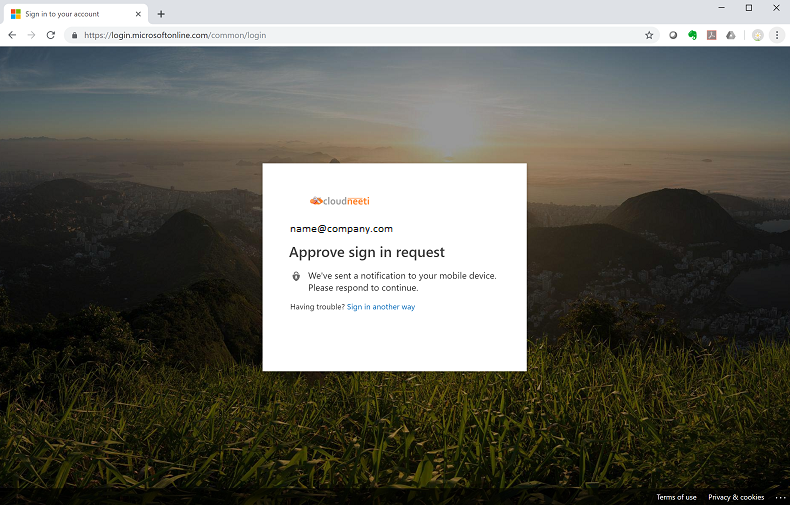 Sign in to your account
https://login.microsoftonline.com/common/login
cloudneeti
name@company.com
Approve sign in request
We've sent a notification to your mobile device.
Please respond to continue.
Having trouble? Sign in another way
Terms of use Privacy & cookies ...